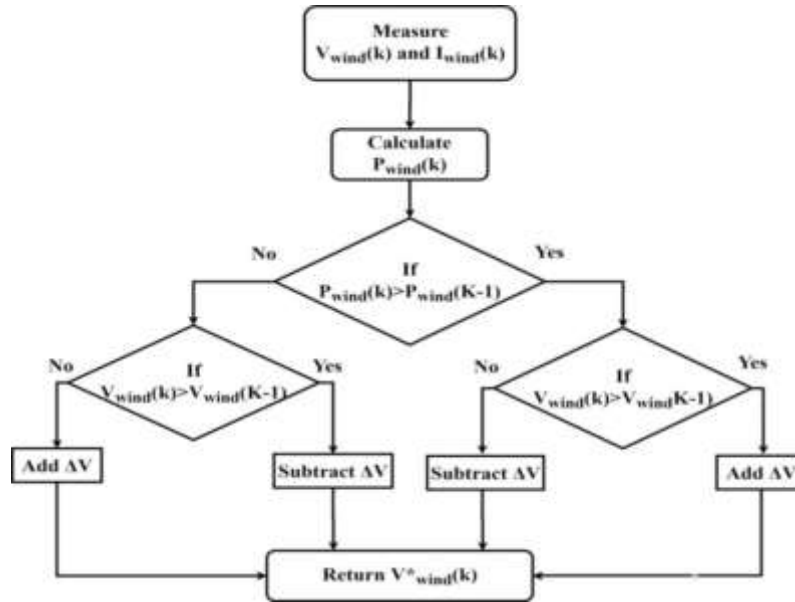 Measure
Vwind(k) and Iwind(k)
Calculate
Pwind(k)
No
Yes
If
Pwind(k)>Pwind(K-1)
No
If
Yes
Vwind(k)>Vwind(K-1)
No
If
Yes
Vwind(k)>VwindK-1)
Add ΔV
Subtract ΔV
Subtract ΔV
Add ΔV
Return V*wind(k)